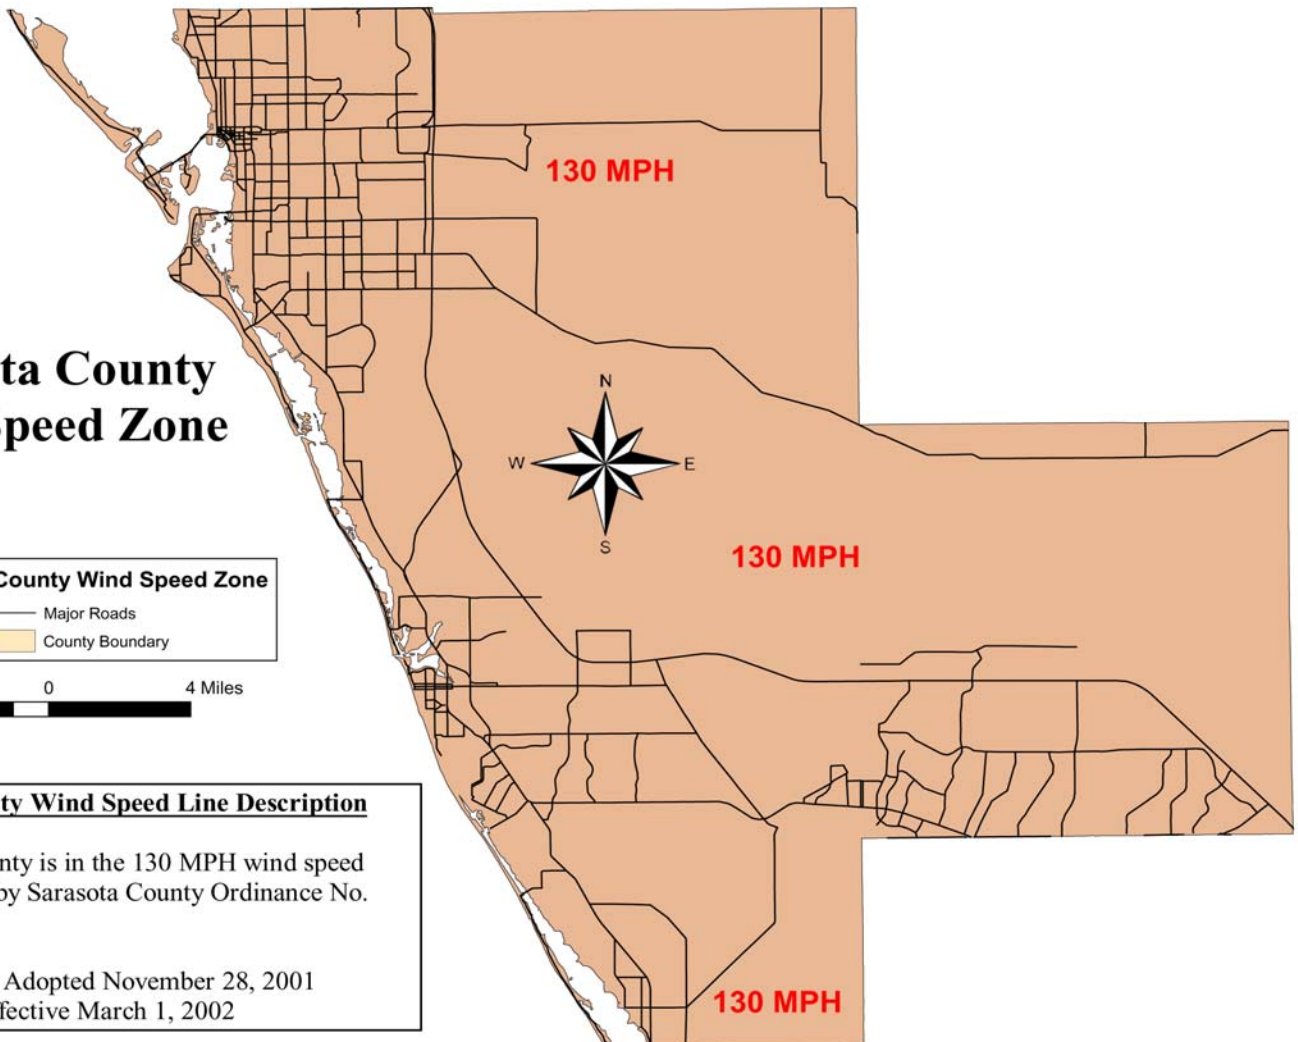 130 MPH
ta County
peed Zone
N
W
E
S
130 MPH
County Wind Speed Zone
Major Roads
County Boundary
0 4 Miles
ty Wind Speed Line Description
nty is in the 130 MPH wind speed
by Sarasota County Ordinance No.
Adopted November 28, 2001
ffective March 1, 2002
130 MPH